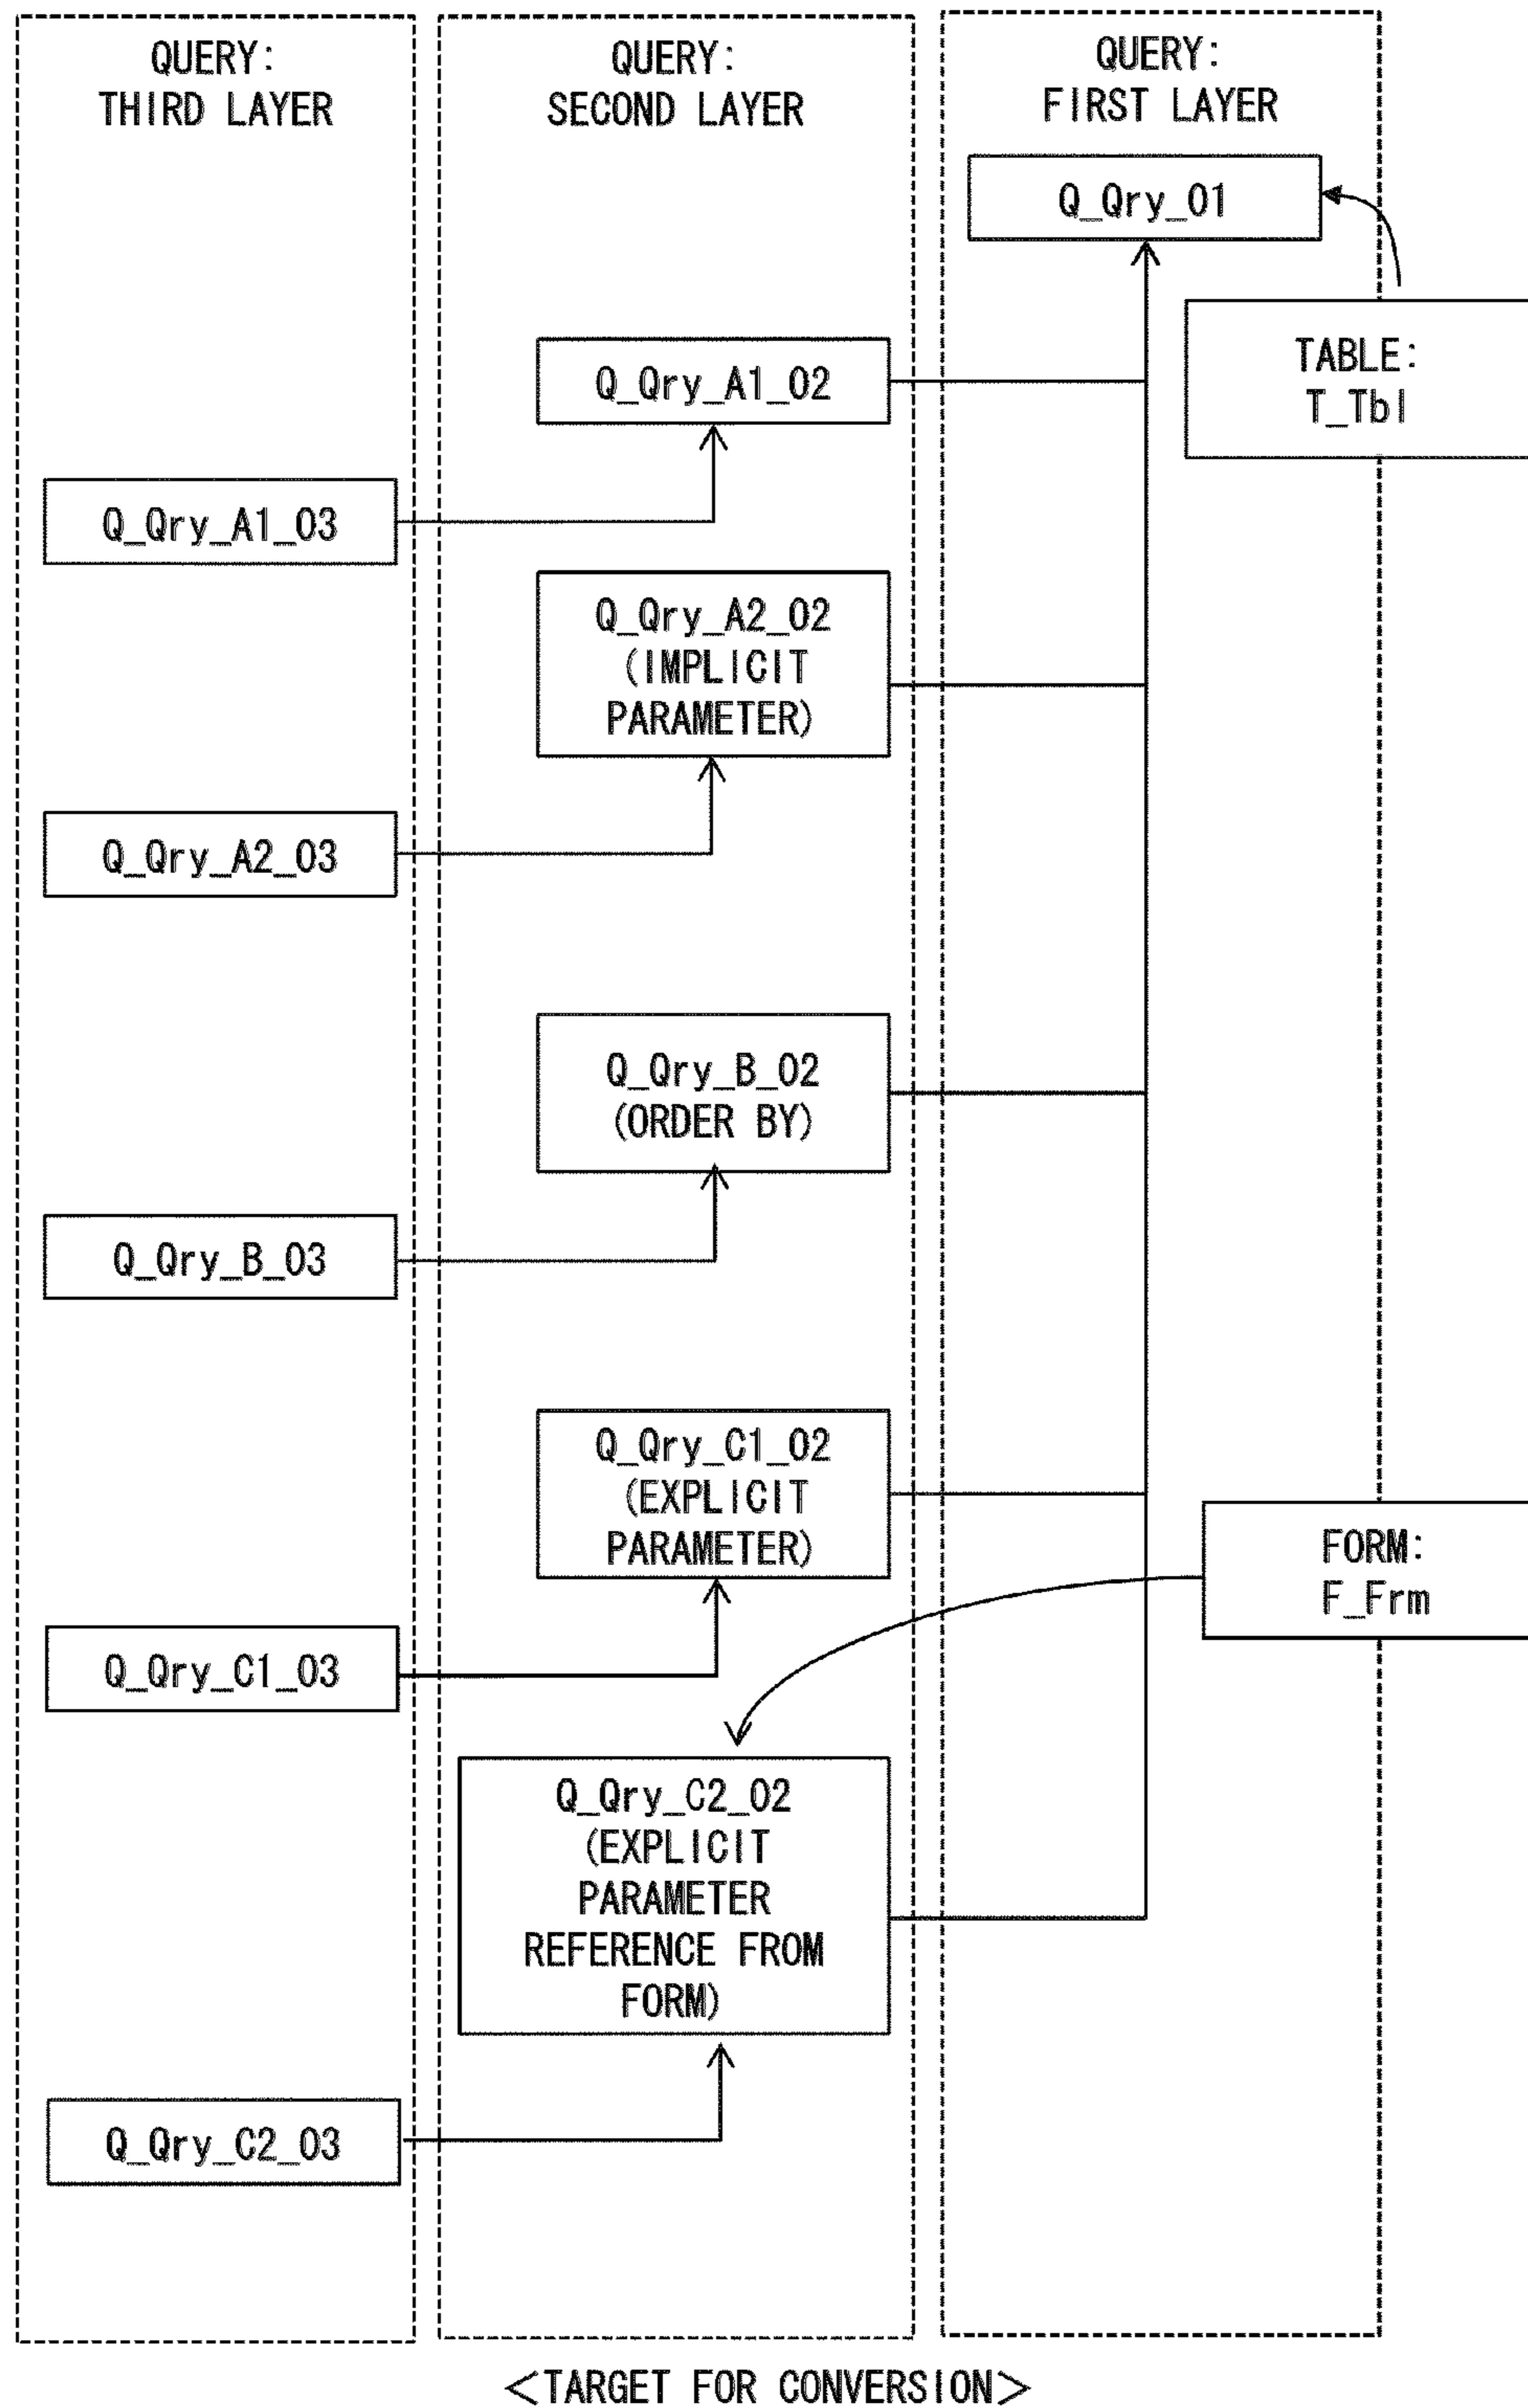 QUERY:
THIRD LAYER
QUERY:
SECOND LAYER
QUERY:
FIRST LAYER
Q_Qry_01
TABLE:
T_Tbl
Q_Qry_A1_02
Q_Qry_A1_03
Q_Qry_A2_02
(IMPLICIT
PARAMETER)
Q_Qry_A2_03
Q_Qry_B_02
(ORDER BY)
Q_Qry_B_03
Q_Qry_C1_02
(EXPLICIT
PARAMETER)
FORM:
F_Frm
Q_Qry_C1_03
Q_Qry_C2_02
(EXPLICIT
PARAMETER
REFERENCE FROM
FORM)
Q_Qry_C2_03
<TARGET FOR CONVERSION>